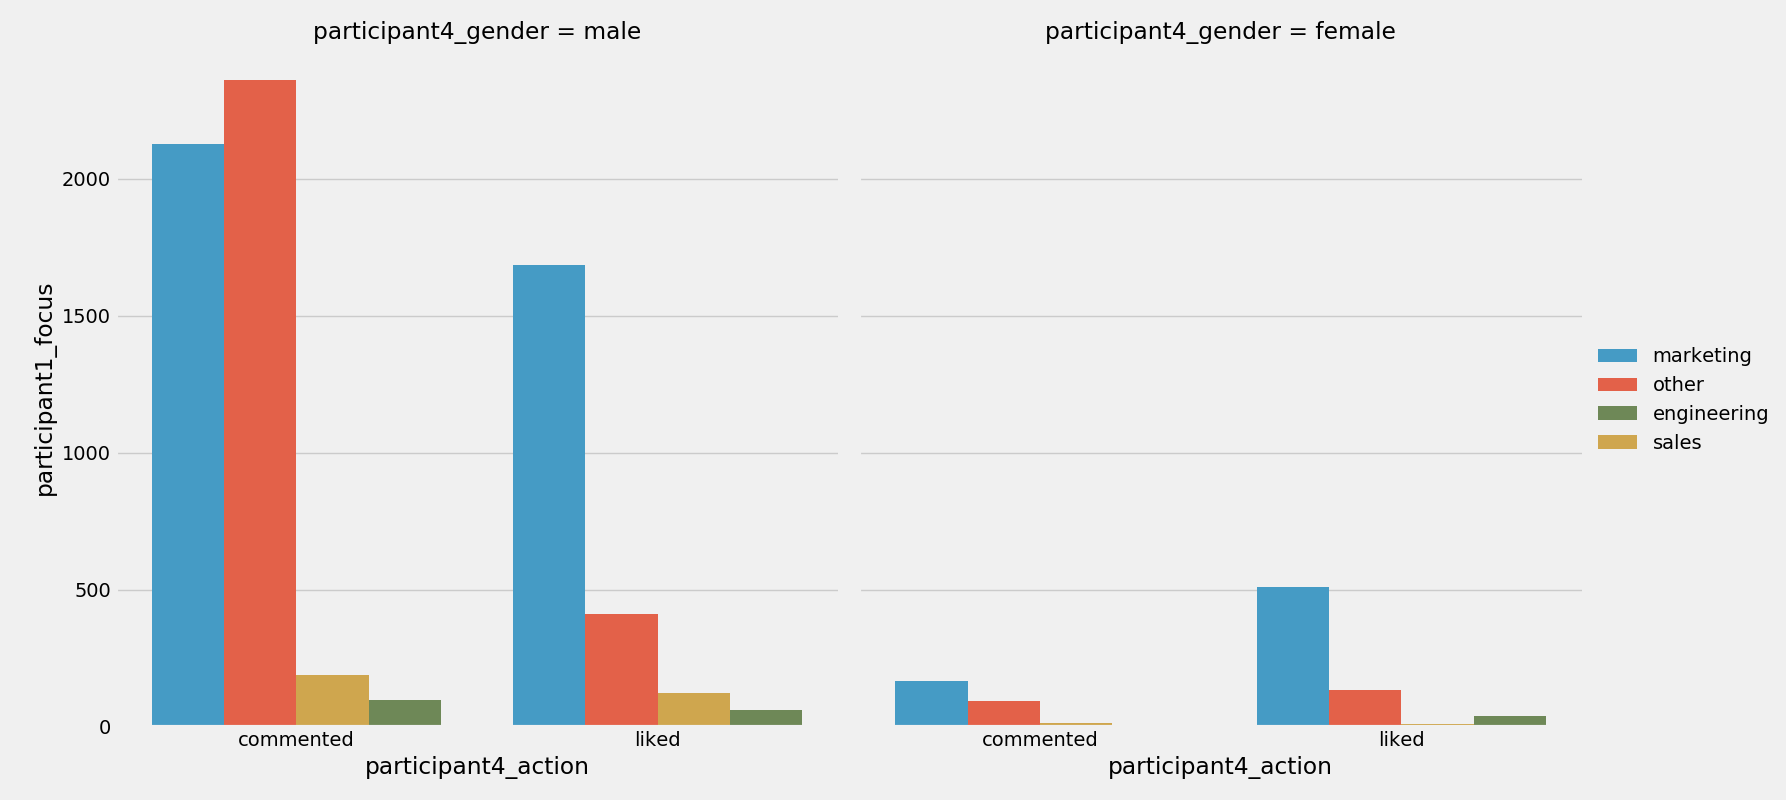 participant4_gender = male
participant4_gender = female
participant1_focus
2000
1500
1000
500
0
commented
liked
commented
liked
participant4_action
participant4_action
marketing
other
engineering
sales